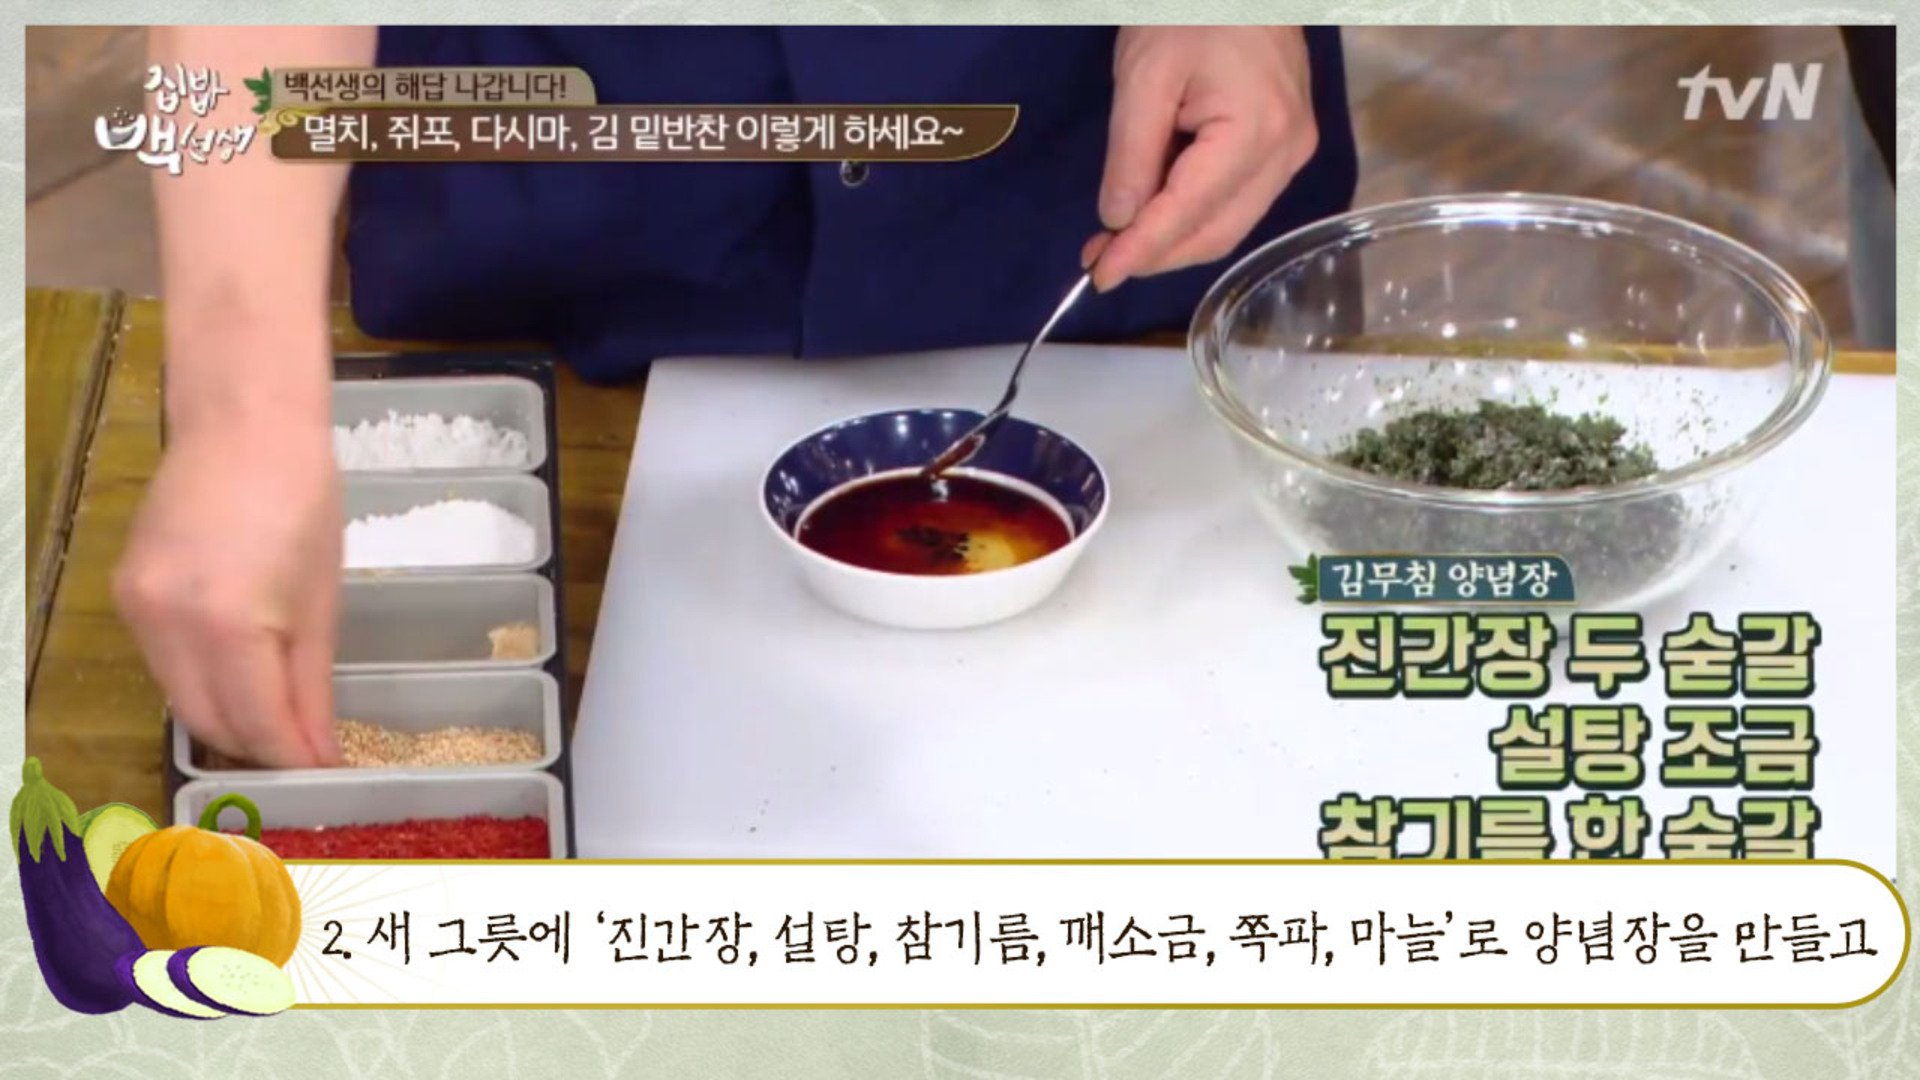 집밥
백선생
백선생의 해답 나갑니다!
멸치, 쥐포, 다시마, 김 밑반찬 이렇게 하세요~
tvN
김무침 양념장
진간장 두 숟갈
설탕 조금
참기름 한 숟갈
2. 새 그릇에 ‘진간장, 설탕, 참기름, 깨소금, 쪽파, 마늘’로 양념장을 만들고